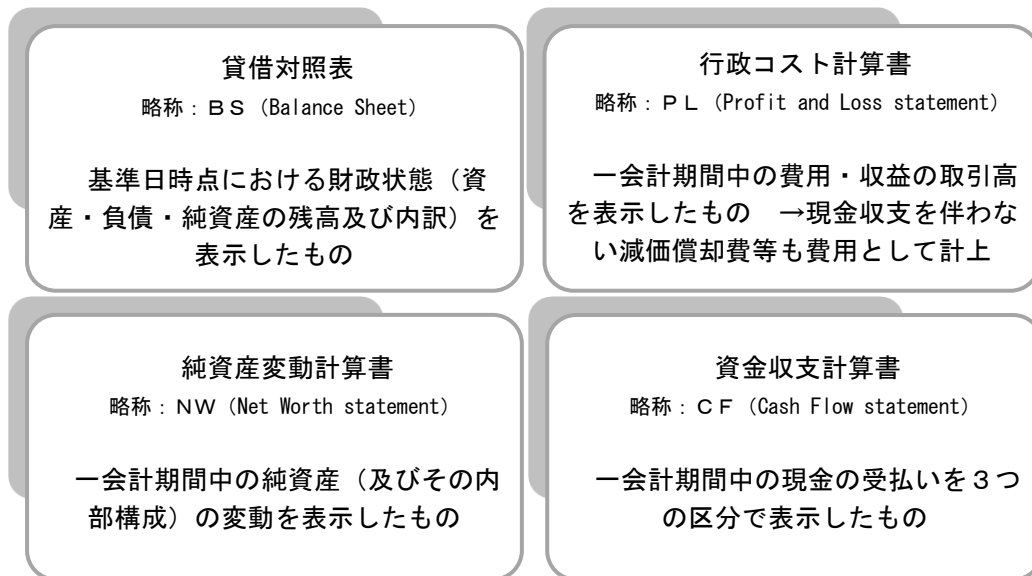 貸借対照表
略称：ＢＳ（Balance Sheet）
基準日時点における財政状態（資
産・負債・純資産の残高及び内訳）を
表示したもの
行政コスト計算書
略称：ＰＬ（Profit and Loss statement）
一会計期間中の費用・収益の取引高
を表示したもの　→現金収支を伴わな
い減価償却費等も費用として計上
純資産変動計算書
略称：ＮＷ（Net Worth statement）
一会計期間中の純資産（及びその内
部構成）の変動を表示したもの
資金収支計算書
略称：ＣＦ（Cash Flow statement）
一会計期間中の現金の受払いを３つ
の区分で表示したもの